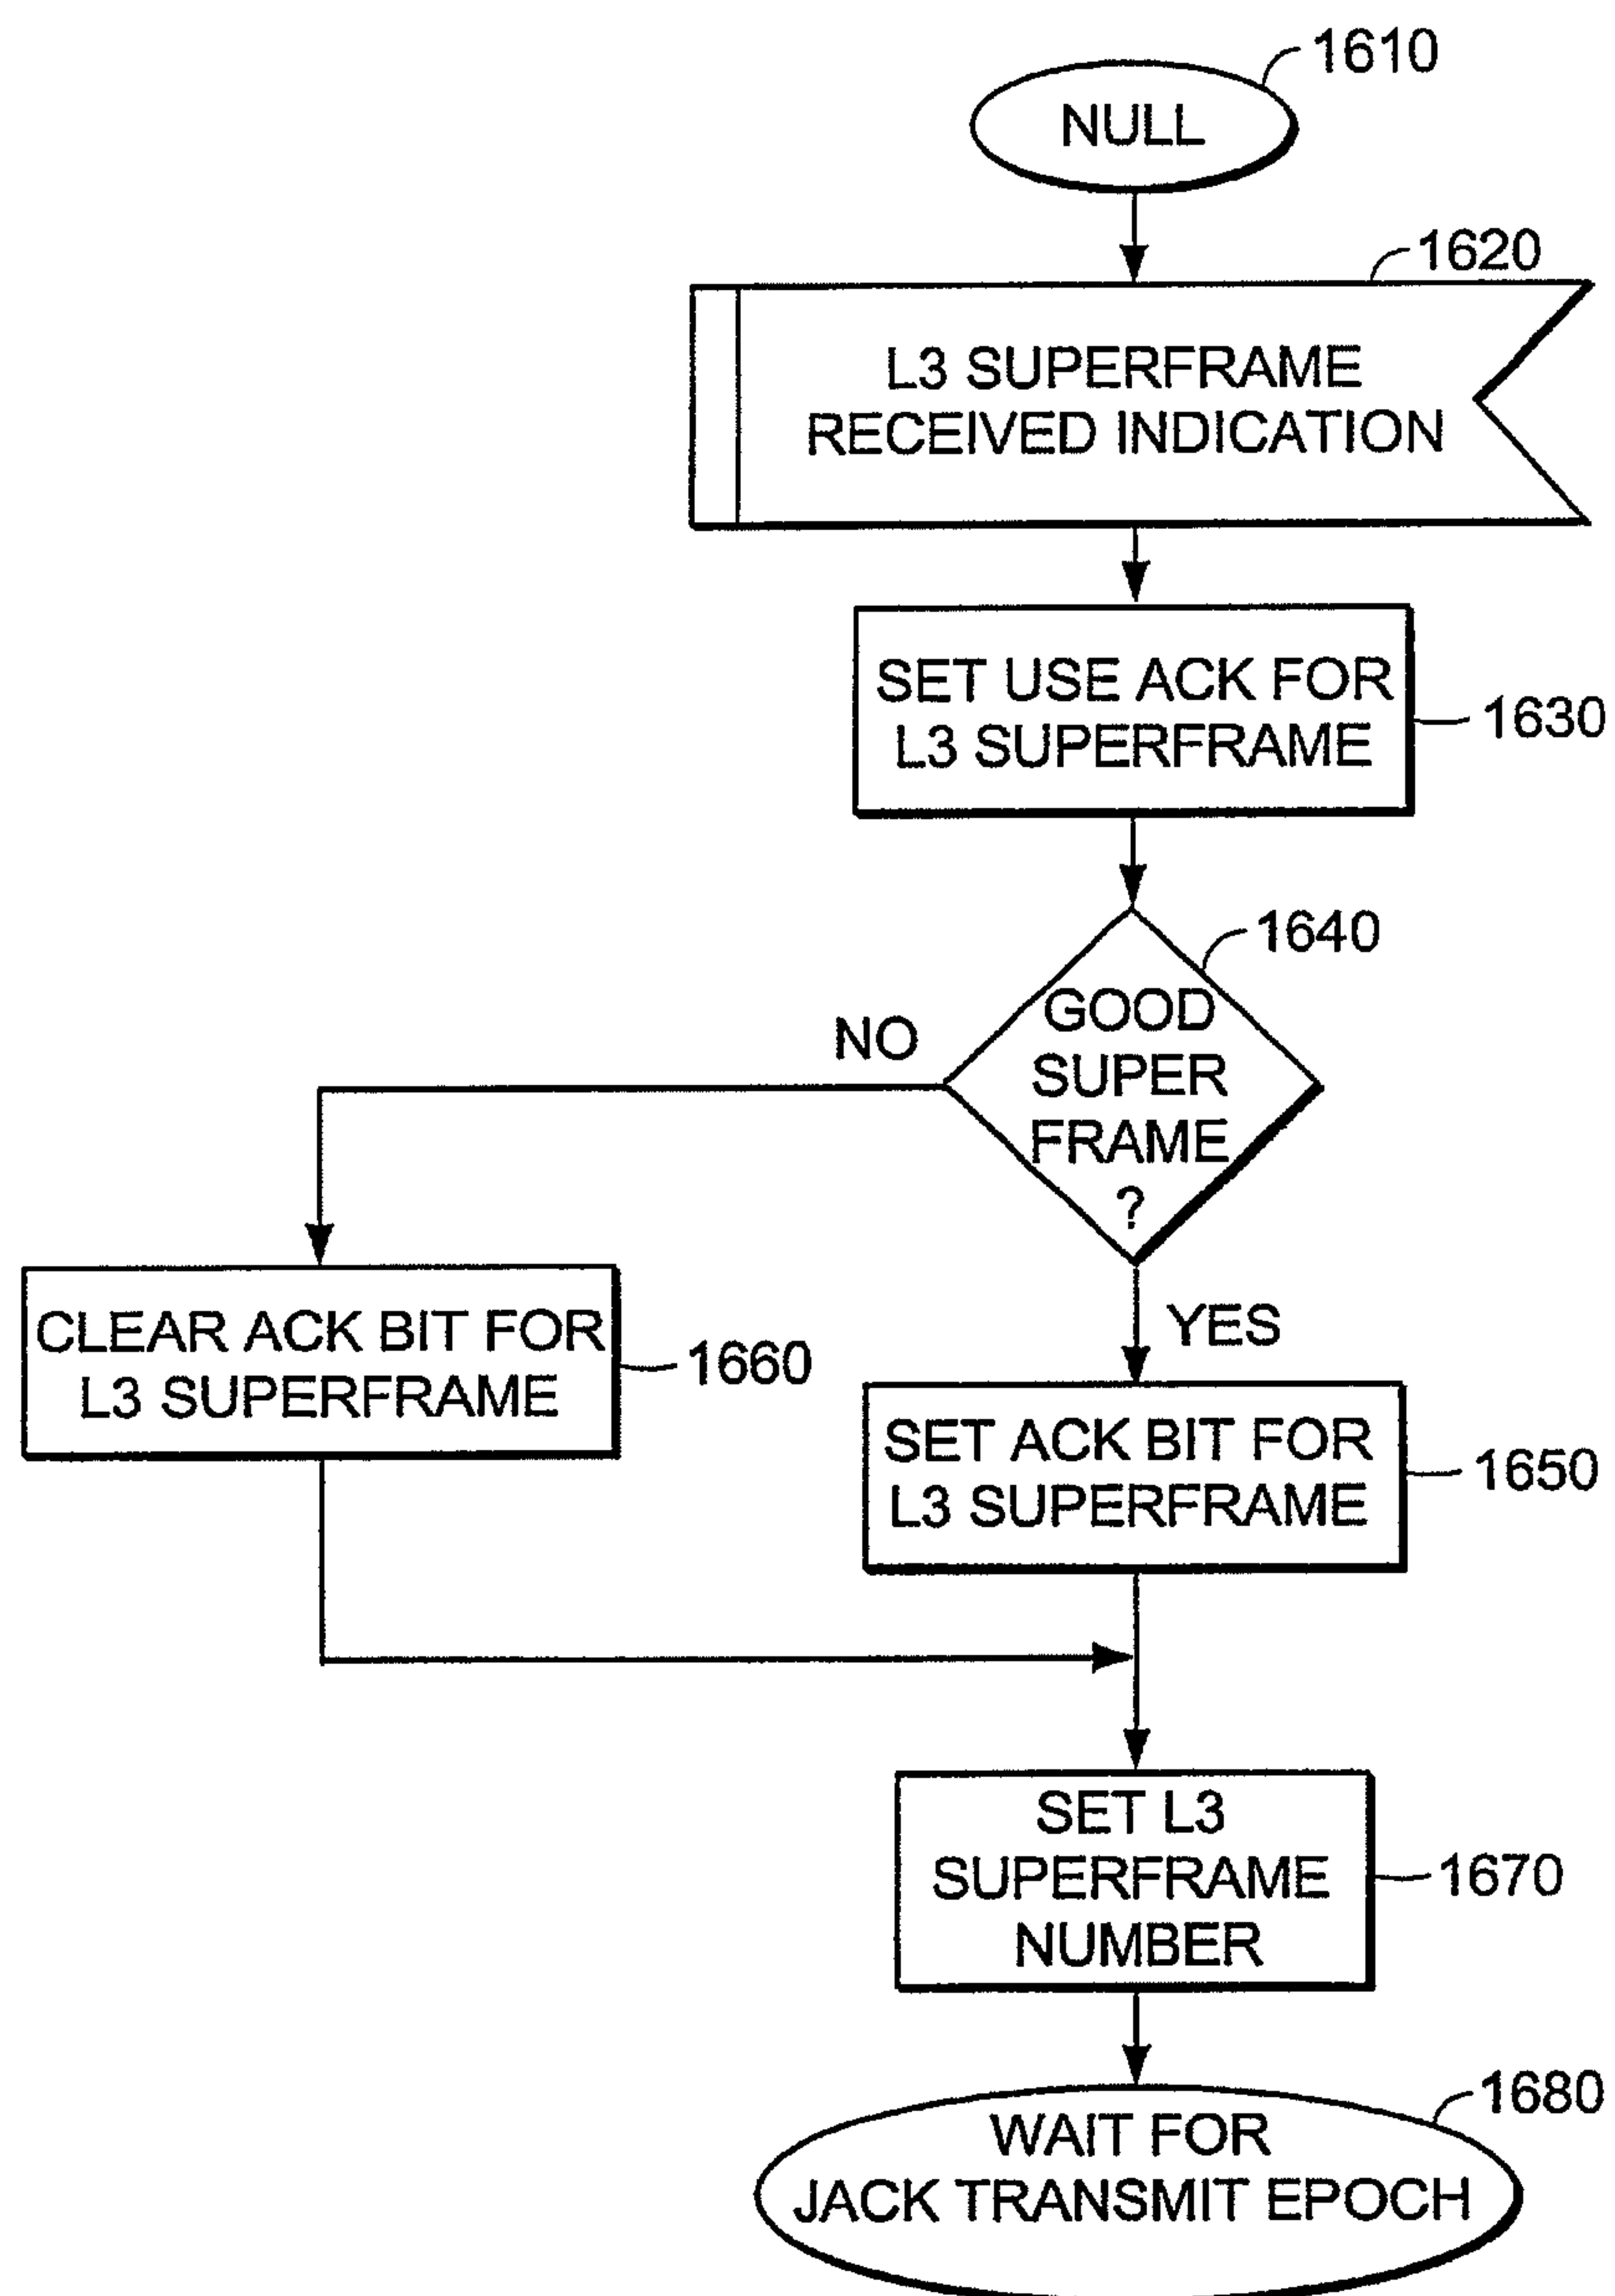 1610
NULL
1620
L3 SUPERFRAME
RECEIVED INDICATION
SET USE ACK FOR
L3 SUPERFRAME
1630
1640
GOOD
SUPER
FRAME
?
NO
YES
CLEAR ACK BIT FOR
L3 SUPERFRAME
1660
SET ACK BIT FOR
L3 SUPERFRAME
1650
SET L3
SUPERFRAME
NUMBER
1670
1680
WAIT FOR
JACK TRANSMIT EPOCH